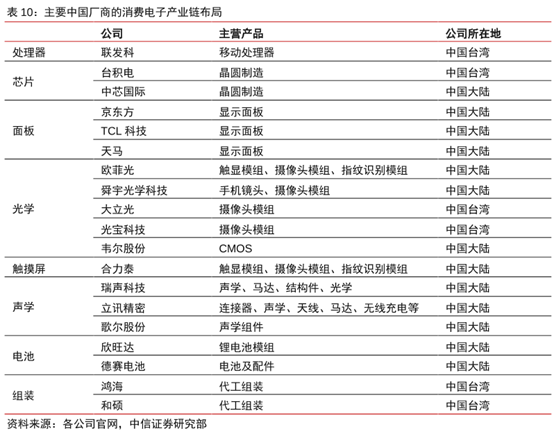 表 10：主要中国厂商的消费电子产业链布局
公司 主营产品 公司所在地
处理器 联发科 移动处理器 中国台湾
芯片 台积电 晶圆制造 中国台湾
中芯国际 晶圆制造 中国大陆
面板 京东方 显示面板 中国大陆
TCL 科技 显示面板 中国大陆
天马 显示面板 中国大陆
光学 欧菲光 触显模组、摄像头模组、指纹识别模组 中国大陆
舜宇光学科技 手机镜头、摄像头模组 中国大陆
大立光 摄像头模组 中国台湾
光宝科技 摄像头模组 中国台湾
韦尔股份 CMOS 中国大陆
触摸屏 合力泰 触显模组、摄像头模组、指纹识别模组 中国大陆
声学 瑞声科技 声学、马达、结构件、光学 中国大陆
立讯精密 连接器、声学、天线、马达、无线充电等 中国大陆
歌尔股份 声学组件 中国大陆
电池 欣旺达 锂电池模组 中国大陆
德赛电池 电池及配件 中国大陆
组装 鸿海 代工组装 中国台湾
和硕 代工组装 中国台湾
资料来源：各公司官网，中信证券研究部